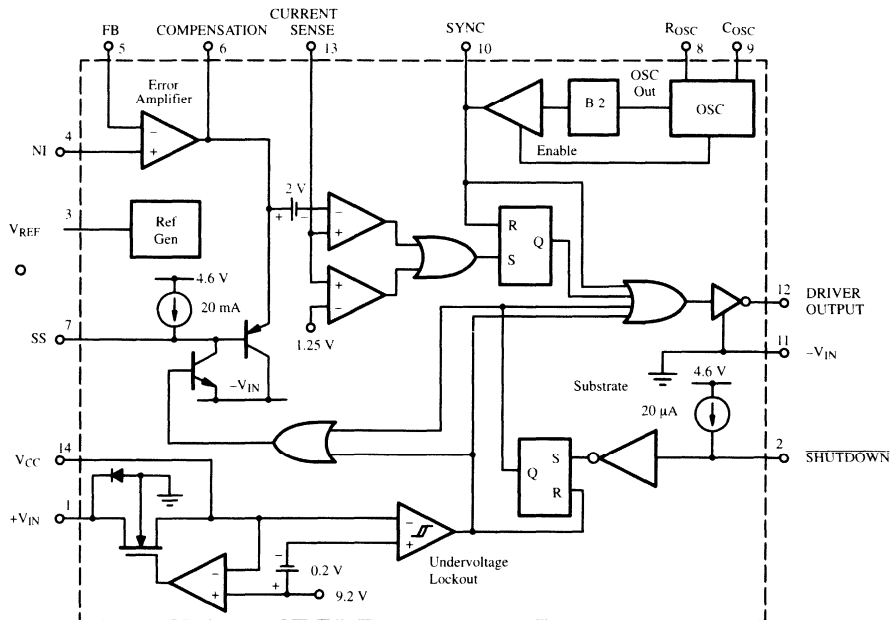 CURRENT
FB COMPENSATION SENSE SYNC ROSC COSC
5 6 13 10 8 9
Error
Amplifier
OSC
Out
B 2
OSC
Enable
4
NI
−
+
3
VREF
Ref
Gen
2 V
+ −
−
+
+
−
R
Q
S
4.6 V
20 mA
7
SS
1.25 V
−VIN
12
DRIVER
OUTPUT
11
−VIN
Substrate
4.6 V
20 µA
2
SHUTDOWN
S
Q
R
14
VCC
1
+VIN
−
+
−
+
−
+
0.2 V
9.2 V
Undervoltage
Lockout